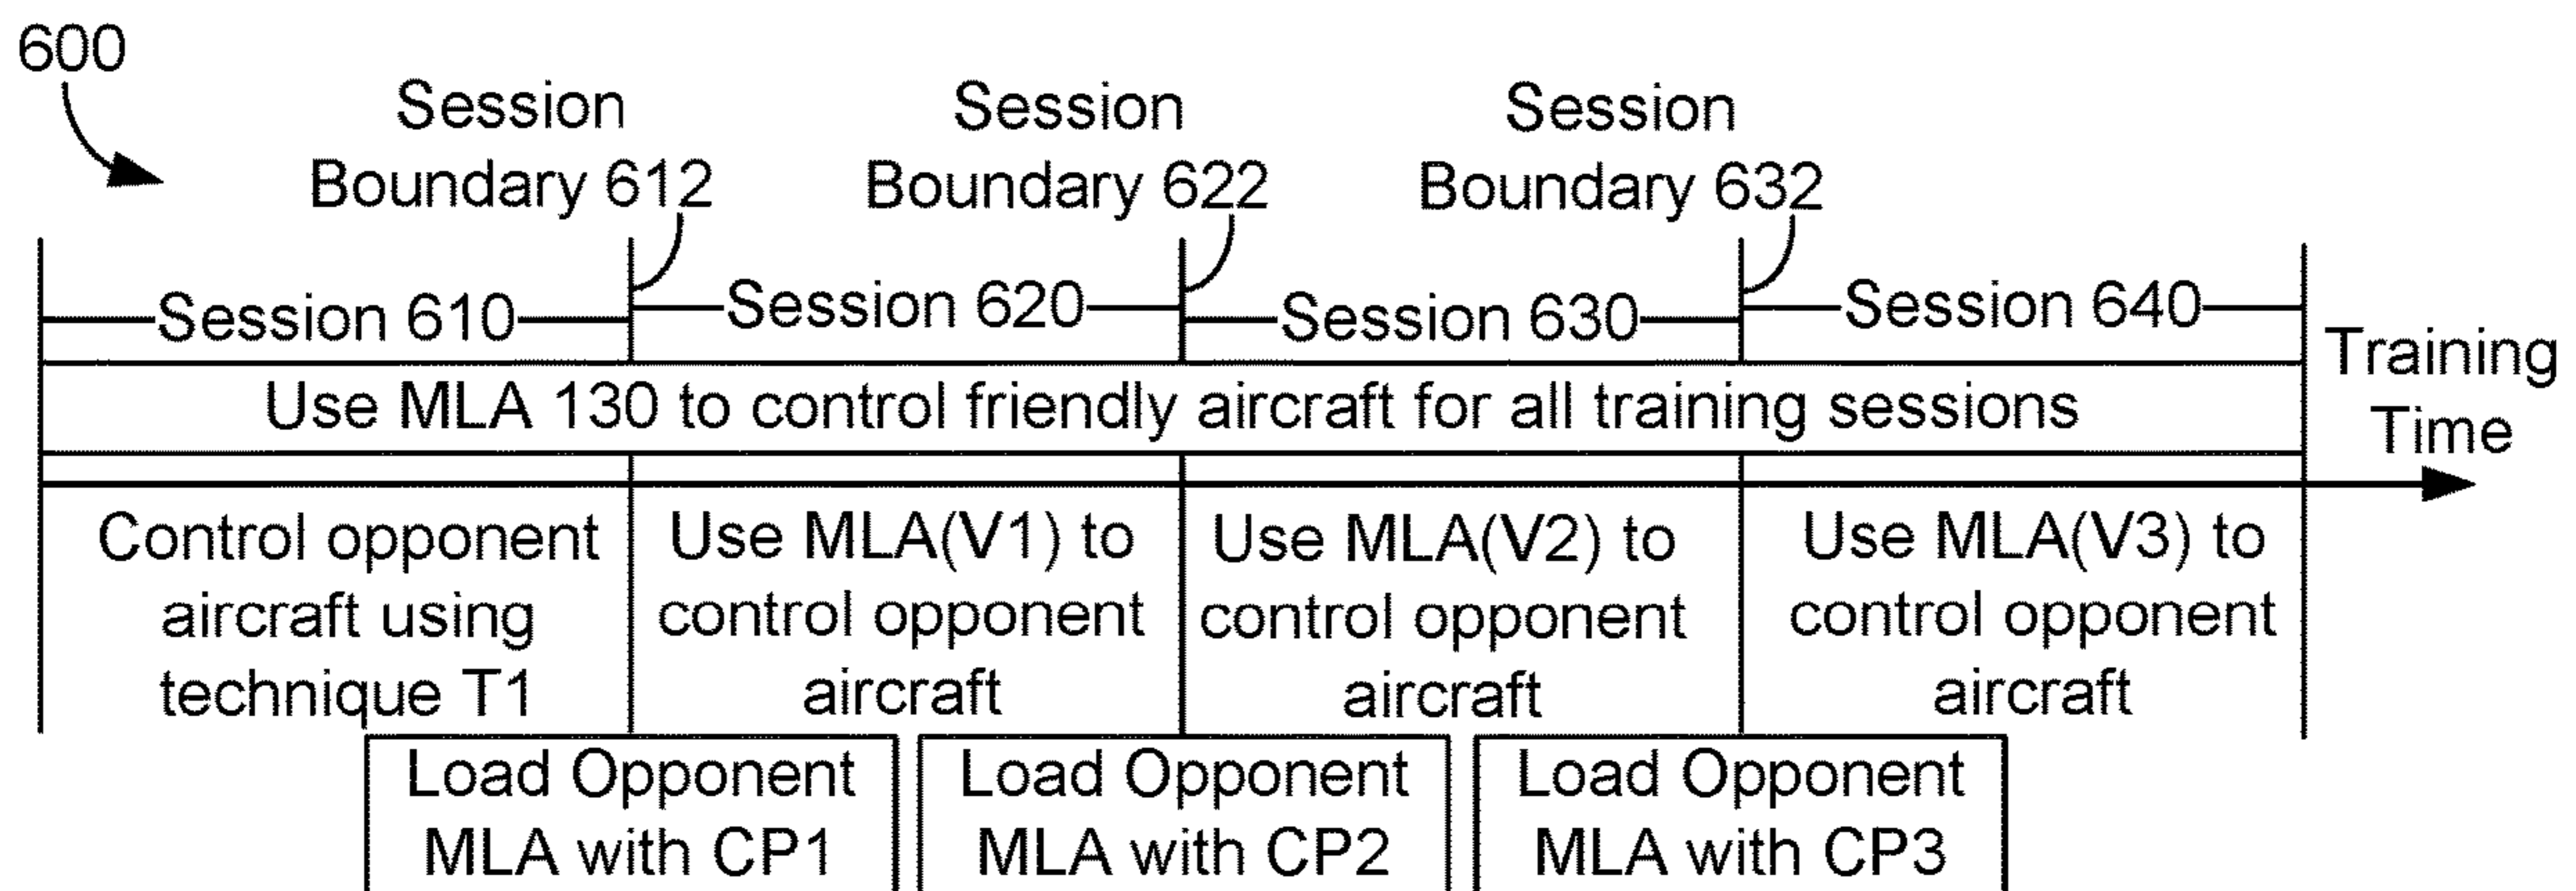 600
Session
Boundary 612
Session
Boundary 622
Session
Boundary 632
Session 610
Session 620
Session 630
Session 640
Training
Time
Use MLA 130 to control friendly aircraft for all training sessions
Control opponent
aircraft using
technique T1
Use MLA(V1) to
control opponent
aircraft
Use MLA(V2) to
control opponent
aircraft
Use MLA(V3) to
control opponent
aircraft
Load Opponent
MLA with CP1
Load Opponent
MLA with CP2
Load Opponent
MLA with CP3